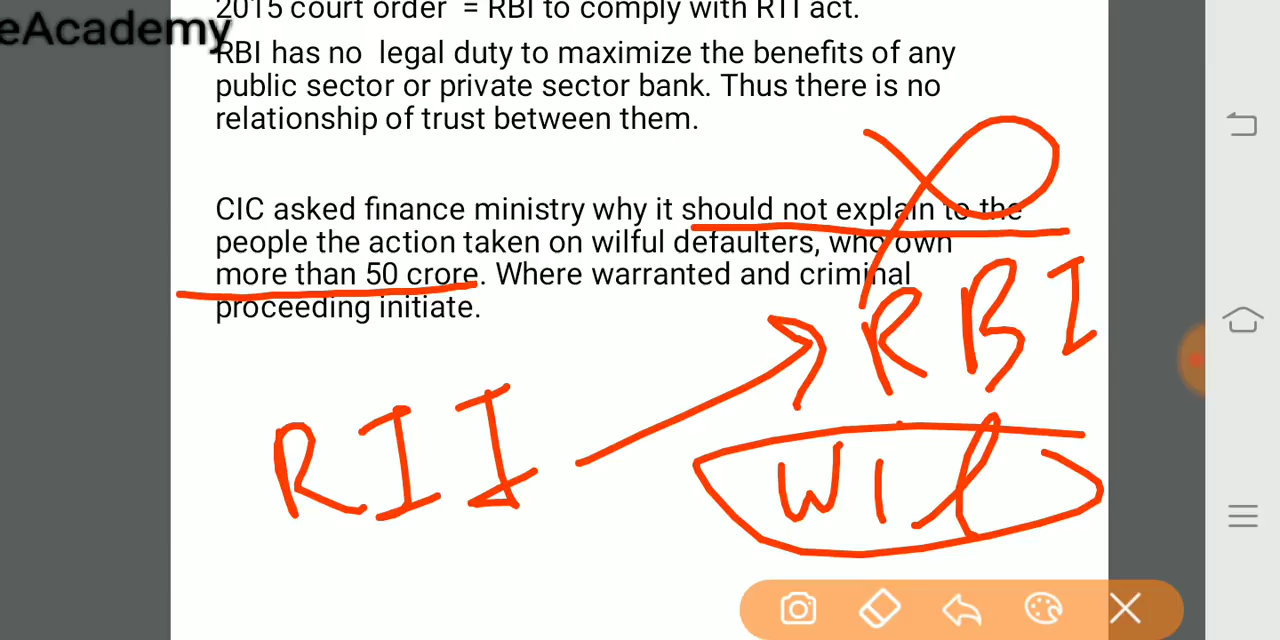 2015 court order = RBI to comply with RTI act.
eAcademy
RBI has no legal duty to maximize the benefits of any
public sector or private sector bank. Thus there is no
relationship of trust between them.
CIC asked finance ministry why it should not explain to the
people the action taken on wilful defaulters, who own
more than 50 crore. Where warranted and criminal
proceeding initiate.
RBI
RII
Wil